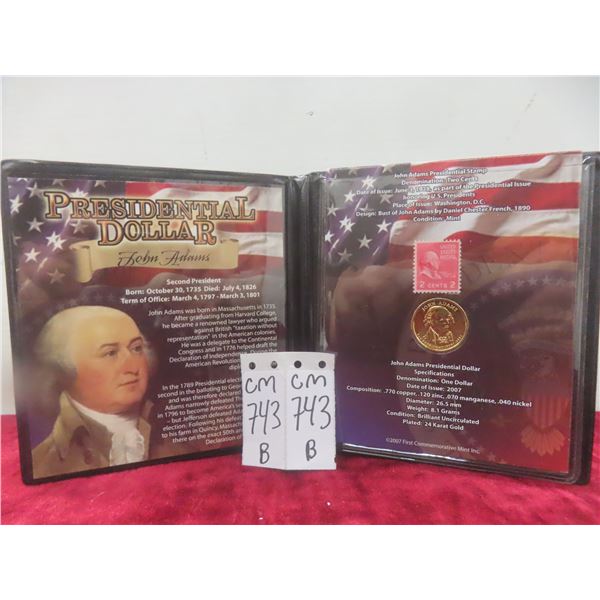 PRESIDENTIAL
DOLLAR
John Adams
Second President
Born: October 30, 1735 Died: July 4, 1826
Term of Office: March 4, 1797 - March 3, 1801
John Adams was born in Massachusetts in 1735.
After graduating from Harvard College,
he became a renowned lawyer who argued
against British "taxation without
representation" in the American colonies.
He was a delegate to the Continental
Congress and in 1776 helped draft the
Declaration of Independence. During the
American Revolution
In the 1789 Presidential
second in the balloting to
and was therefore declared
Adams narrowly defeated
in 1796 to become America's
– but Jefferson defeated Adams
election. Following his defeat
to his farm in Quincy, Massachusetts
there on the exact 50th
Declaration of
CM
743
B
CM
743
B
John Adams Presidential Stamp
Denomination: Two Cents
Date of Issue: June 3, 1938, as part of the Presidential Issue
honoring U.S. Presidents
Place of Issue: Washington, D.C.
Design: Bust of John Adams by Daniel Chester French, 1890
Condition: Mint
UNITED
STATES
POSTAGE
2 CENTS 2
JOHN ADAMS
John Adams Presidential Dollar
Specifications
Denomination: One Dollar
Date of Issue: 2007
Composition: .770 copper, .120 zinc, .070 manganese, .040 nickel
Diameter: 26.5 mm
Weight: 8.1 Grams
Condition: Brilliant Uncirculated
Plated: 24 Karat Gold
©2007 First Commemorative Mint Inc.